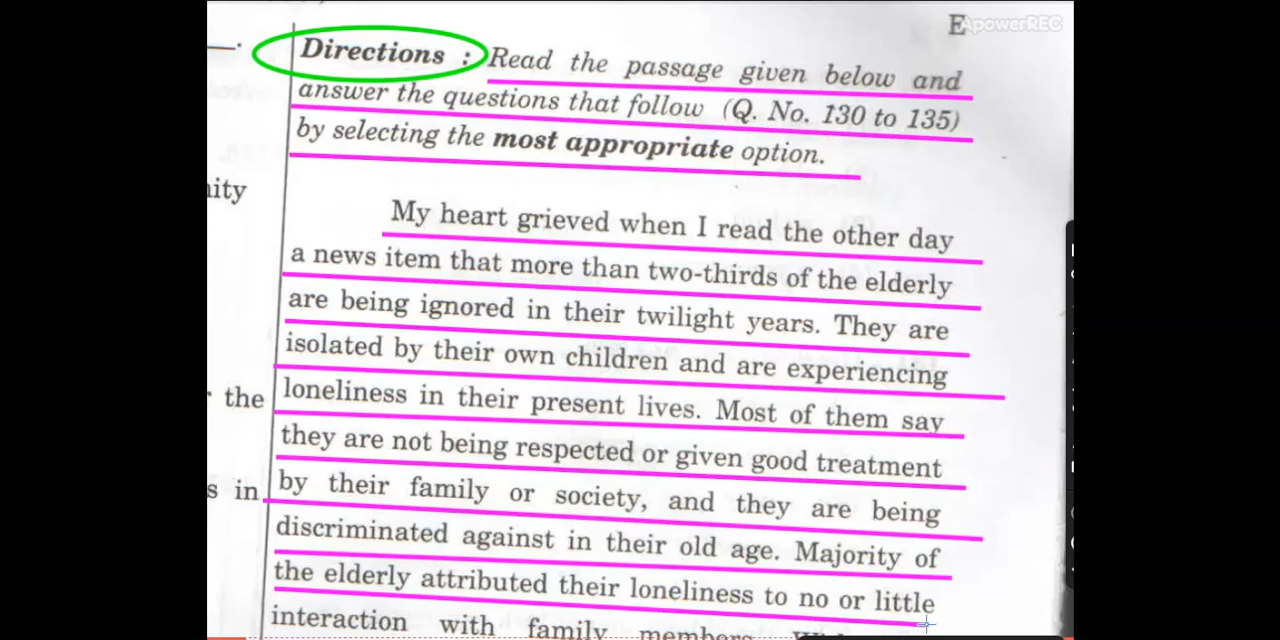 E
ApowerREC
Directions : Read the passage given below and
answer the questions that follow (Q. No. 130 to 135)
by selecting the most appropriate option.
nity
My heart grieved when I read the other day
a news item that more than two-thirds of the elderly
are being ignored in their twilight years. They are
isolated by their own children and are experiencing
the
loneliness in their present lives. Most of them say
they are not being respected or given good treatment
s in
by their family or society, and they are being
discriminated against in their old age. Majority of
the elderly attributed their loneliness to no or little
interaction with family members